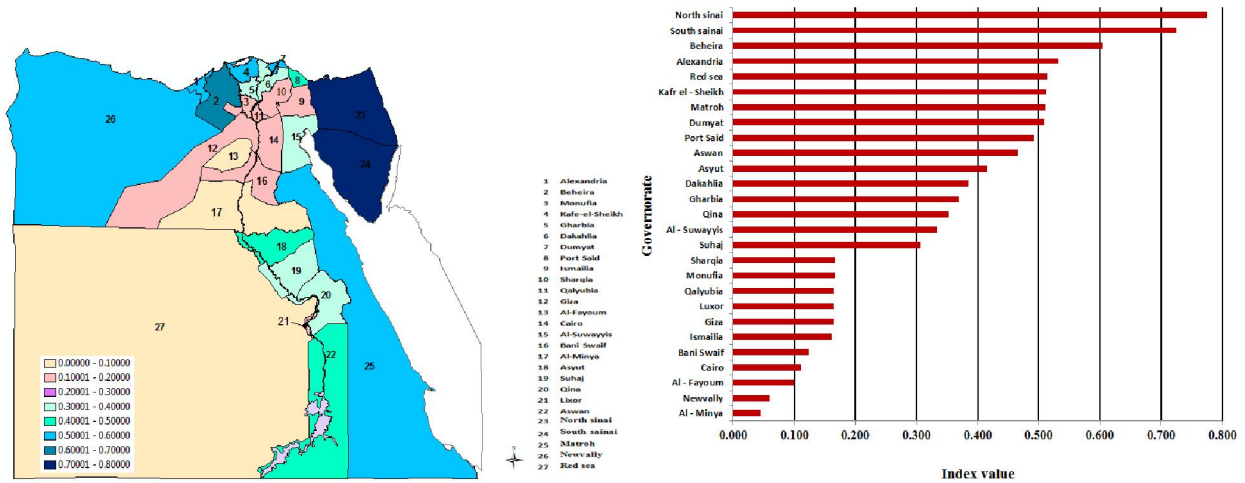 1
2
3
4
5
6
7
8
9
10
11
12
13
14
15
16
17
18
19
20
21
22
23
24
25
26
27
0.00000 - 0.10000
0.10001 - 0.20000
0.20001 - 0.30000
0.30001 - 0.40000
0.40001 - 0.50000
0.50001 - 0.60000
0.60001 - 0.70000
0.70001 - 0.80000
1 Alexandria
2 Beheira
3 Monufia
4 Kafe-el-Sheikh
5 Gharbia
6 Dakahlia
7 Dumyat
8 Port Said
9 Ismailia
10 Sharqia
11 Qalyubia
12 Giza
13 Al-Fayoum
14 Cairo
15 Al-Suwayyis
16 Bani Swaif
17 Al-Minya
18 Asyut
19 Suhaj
20 Qina
21 Lixor
22 Aswan
23 North sinai
24 South sainai
25 Matroh
26 Newvally
27 Red sea
Governorate
North sinai
South sainai
Beheira
Alexandria
Red sea
Kafr el - Sheikh
Matroh
Dumyat
Port Said
Aswan
Asyut
Dakahlia
Gharbia
Qina
Al - Suwayyis
Suhaj
Sharqia
Monufia
Qalyubia
Luxor
Giza
Ismailia
Bani Swaif
Cairo
Al - Fayoum
Newvally
Al - Minya
0.000 0.100 0.200 0.300 0.400 0.500 0.600 0.700 0.800
Index value